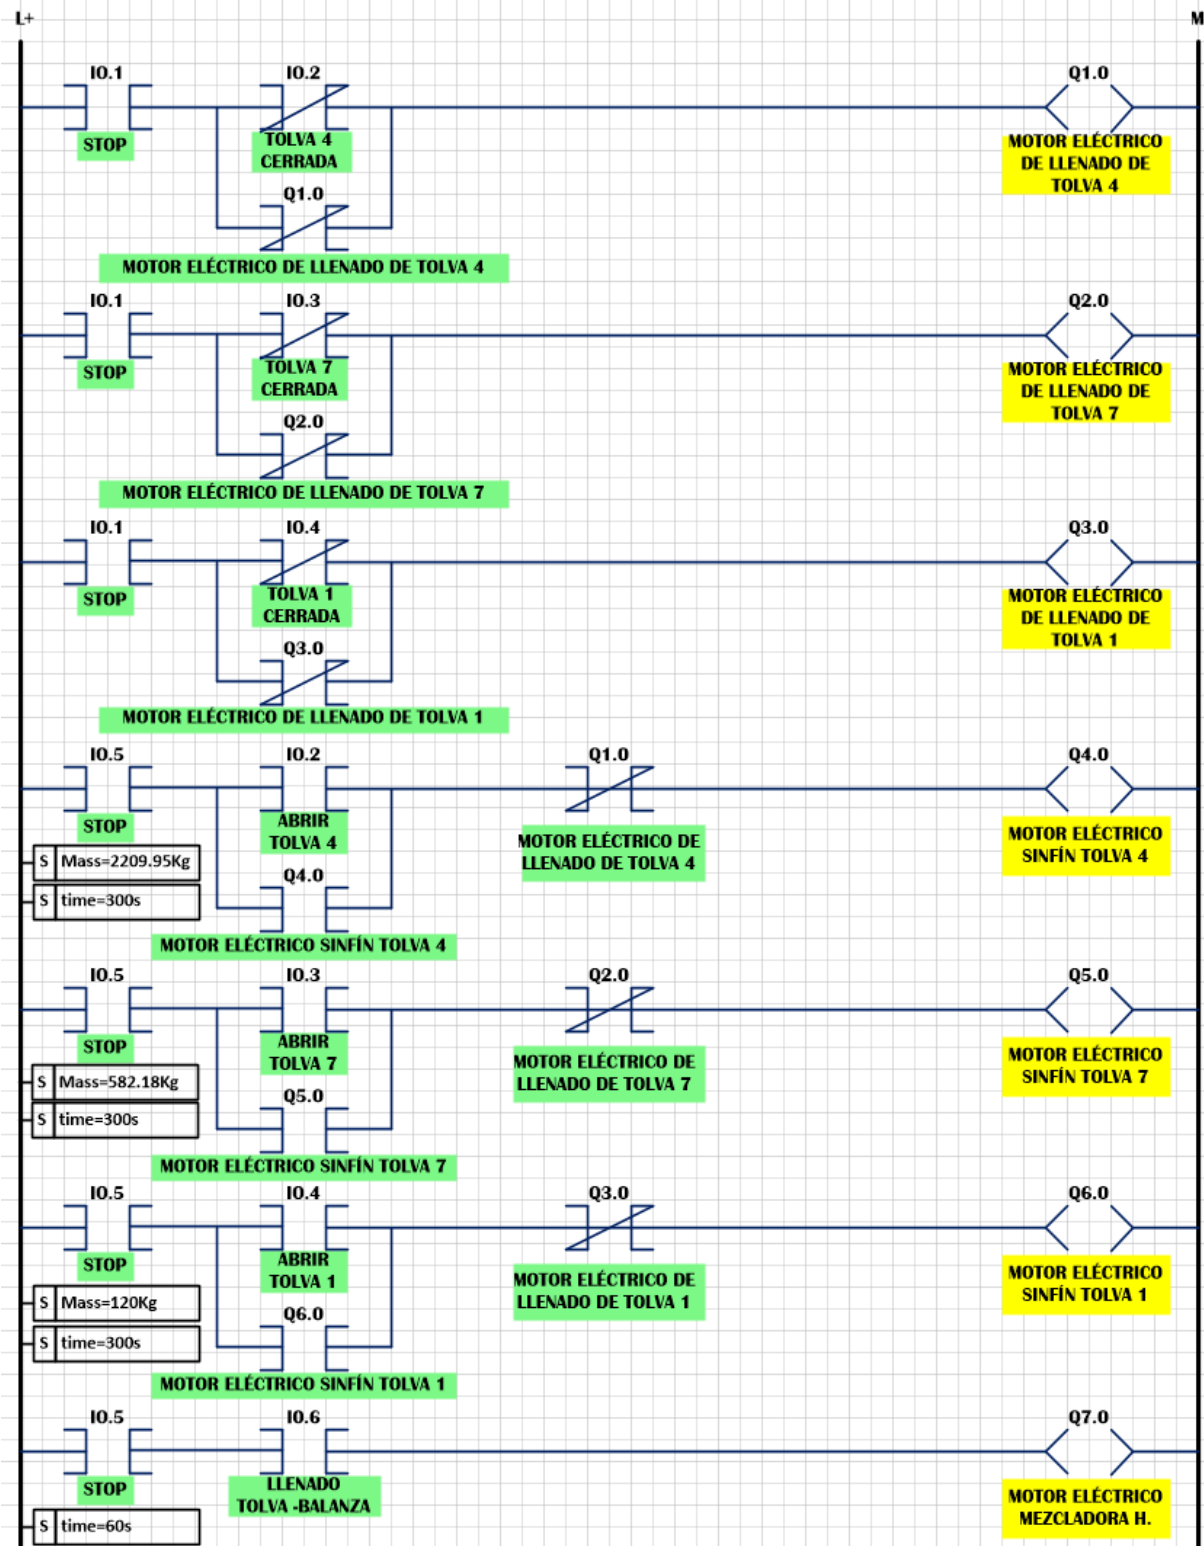 L+
M
I0.1
I0.2
Q1.0
STOP
TOLVA 4
CERRADA
MOTOR ELÉCTRICO
DE LLENADO DE
TOLVA 4
Q1.0
MOTOR ELÉCTRICO DE LLENADO DE TOLVA 4
I0.1
I0.3
Q2.0
STOP
TOLVA 7
CERRADA
MOTOR ELÉCTRICO
DE LLENADO DE
TOLVA 7
Q2.0
MOTOR ELÉCTRICO DE LLENADO DE TOLVA 7
I0.1
I0.4
Q3.0
STOP
TOLVA 1
CERRADA
MOTOR ELÉCTRICO
DE LLENADO DE
TOLVA 1
Q3.0
MOTOR ELÉCTRICO DE LLENADO DE TOLVA 1
I0.5
I0.2
Q1.0
Q4.0
STOP
ABRIR
TOLVA 4
MOTOR ELÉCTRICO DE
LLENADO DE TOLVA 4
MOTOR ELÉCTRICO
SINFÍN TOLVA 4
S Mass=2209.95Kg
S time=300s
Q4.0
MOTOR ELÉCTRICO SINFÍN TOLVA 4
I0.5
I0.3
Q2.0
Q5.0
STOP
ABRIR
TOLVA 7
MOTOR ELÉCTRICO DE
LLENADO DE TOLVA 7
MOTOR ELÉCTRICO
SINFÍN TOLVA 7
S Mass=582.18Kg
S time=300s
Q5.0
MOTOR ELÉCTRICO SINFÍN TOLVA 7
I0.5
I0.4
Q3.0
Q6.0
STOP
ABRIR
TOLVA 1
MOTOR ELÉCTRICO DE
LLENADO DE TOLVA 1
MOTOR ELÉCTRICO
SINFÍN TOLVA 1
S Mass=120Kg
S time=300s
Q6.0
MOTOR ELÉCTRICO SINFÍN TOLVA 1
I0.5
I0.6
Q7.0
STOP
LLENADO
TOLVA -BALANZA
MOTOR ELÉCTRICO
MEZCLADORA H.
S time=60s